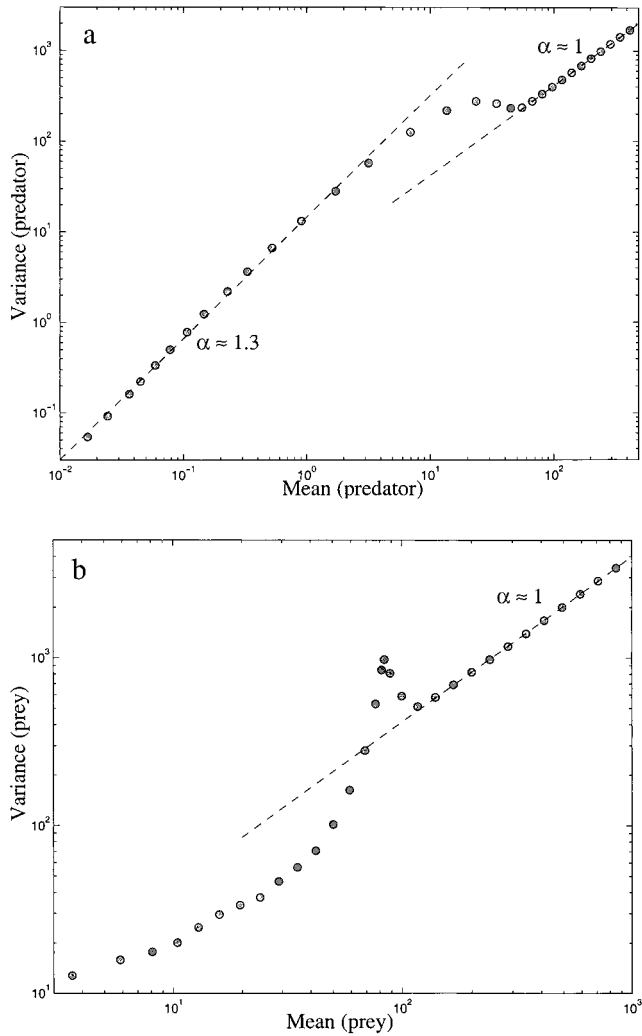 a
α ≈ 1
α ≈ 1.3
Variance (predator)
10³
10²
10¹
10⁰
10⁻¹
10⁻²
10⁻¹
10⁰
10¹
10²
Mean (predator)
b
α ≈ 1
Variance (prey)
10³
10²
10¹
10¹
10²
10³
Mean (prey)